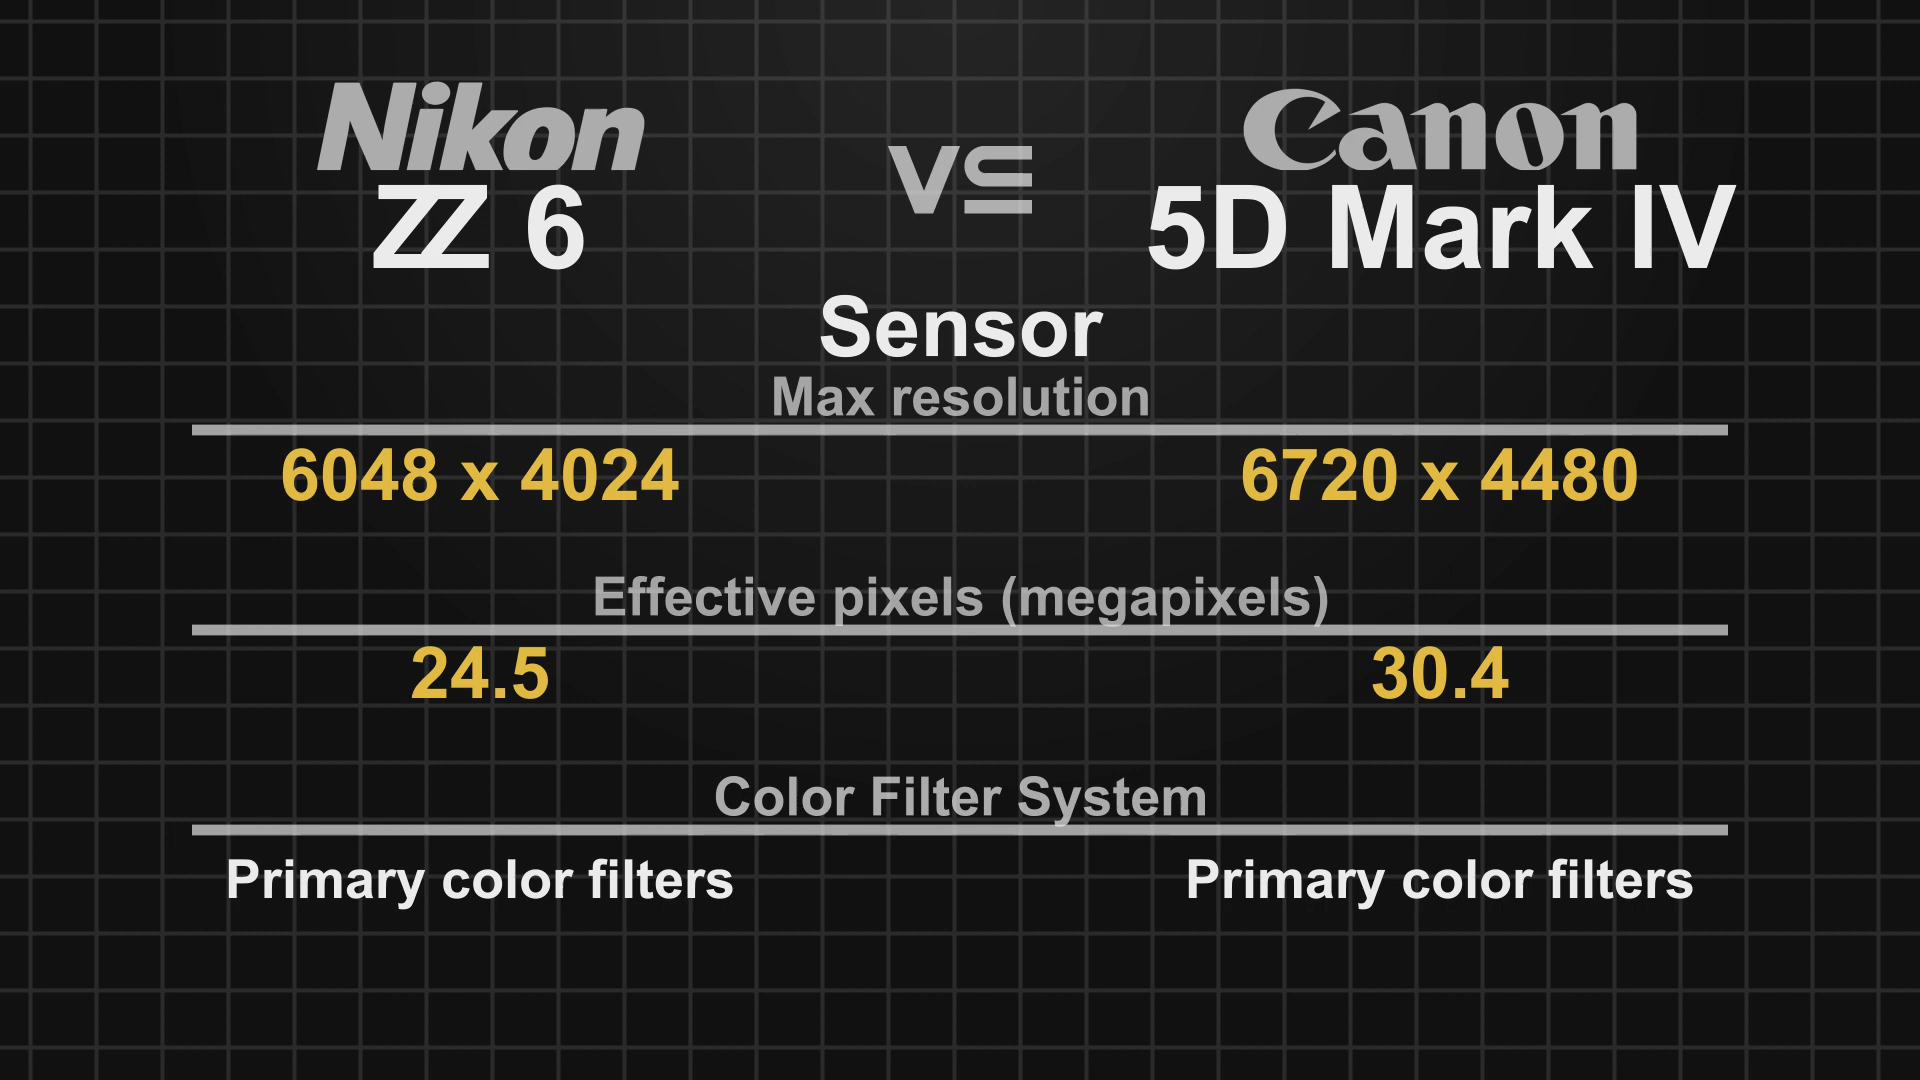 Nikon VS Canon
ZZ 6 5D Mark IV
Sensor
Max resolution
6048 x 4024 6720 x 4480
Effective pixels (megapixels)
24.5 30.4
Color Filter System
Primary color filters Primary color filters